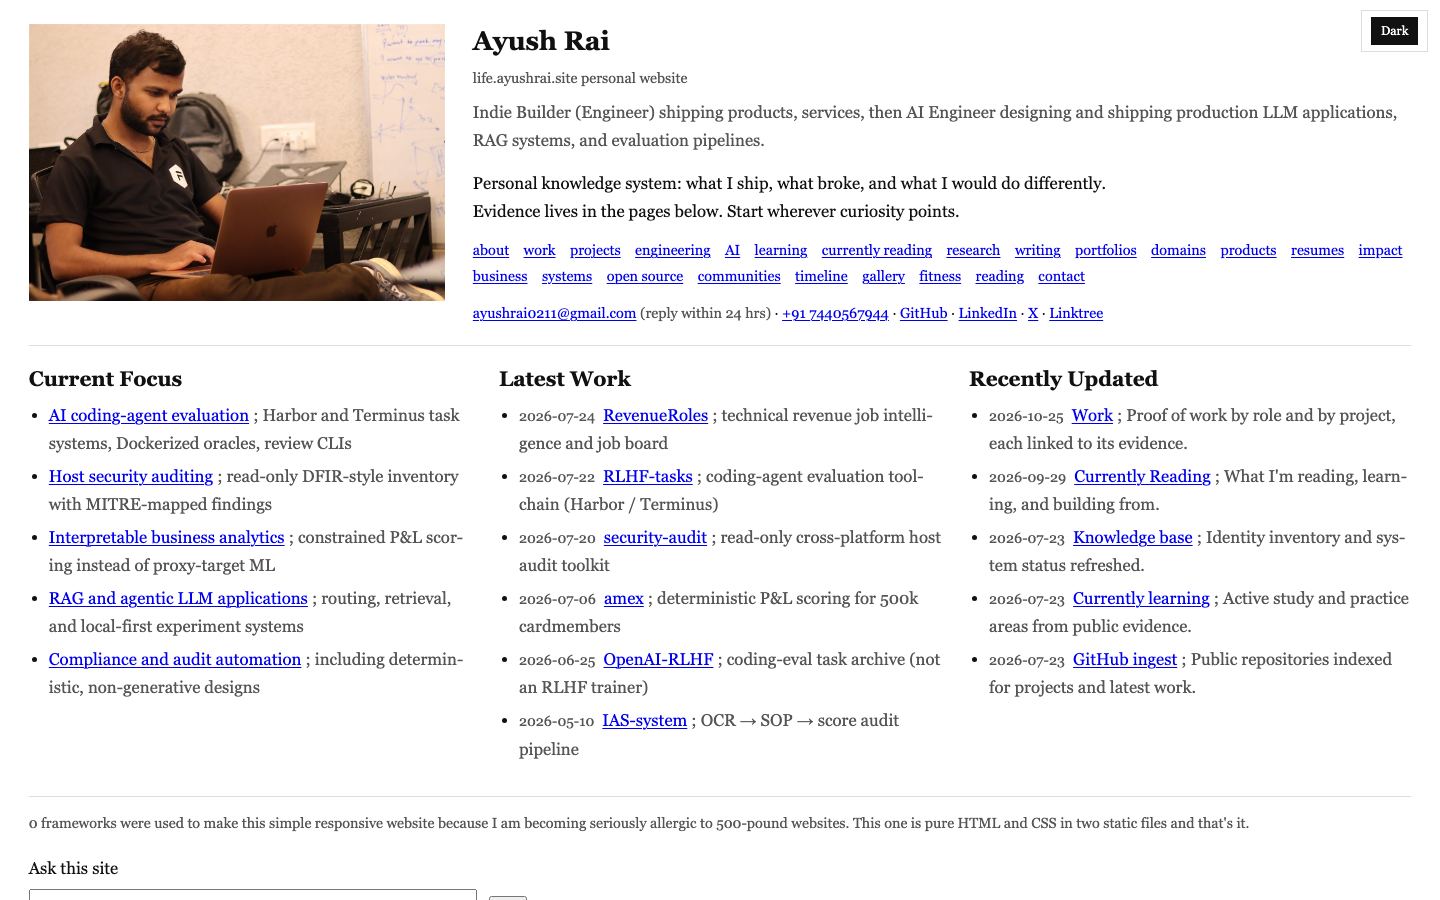 Ayush Rai
Dark
life.ayushrai.site personal website
Indie Builder (Engineer) shipping products, services, then AI Engineer designing and shipping production LLM applications,
RAG systems, and evaluation pipelines.
Personal knowledge system: what I ship, what broke, and what I would do differently.
Evidence lives in the pages below. Start wherever curiosity points.
about work projects engineering AI learning currently reading research writing portfolios domains products resumes impact
business systems open source communities timeline gallery fitness reading contact
ayushrai0211@gmail.com (reply within 24 hrs) · +91 7440567944 · GitHub · LinkedIn · X · Linktree
Current Focus
• AI coding-agent evaluation ; Harbor and Terminus task
systems, Dockerized oracles, review CLIs
• Host security auditing ; read-only DFIR-style inventory
with MITRE-mapped findings
• Interpretable business analytics ; constrained P&L scor-
ing instead of proxy-target ML
• RAG and agentic LLM applications ; routing, retrieval,
and local-first experiment systems
• Compliance and audit automation ; including determin-
istic, non-generative designs
Latest Work
• 2026-07-24 RevenueRoles ; technical revenue job intelli-
gence and job board
• 2026-07-22 RLHF-tasks ; coding-agent evaluation tool-
chain (Harbor / Terminus)
• 2026-07-20 security-audit ; read-only cross-platform host
audit toolkit
• 2026-07-06 amex ; deterministic P&L scoring for 500k
cardmembers
• 2026-06-25 OpenAI-RLHF ; coding-eval task archive (not
an RLHF trainer)
• 2026-05-10 IAS-system ; OCR → SOP → score audit
pipeline
Recently Updated
• 2026-10-25 Work ; Proof of work by role and by project,
each linked to its evidence.
• 2026-09-29 Currently Reading ; What I'm reading, learn-
ing, and building from.
• 2026-07-23 Knowledge base ; Identity inventory and sys-
tem status refreshed.
• 2026-07-23 Currently learning ; Active study and practice
areas from public evidence.
• 2026-07-23 GitHub ingest ; Public repositories indexed
for projects and latest work.
0 frameworks were used to make this simple responsive website because I am becoming seriously allergic to 500-pound websites. This one is pure HTML and CSS in two static files and that's it.
Ask this site